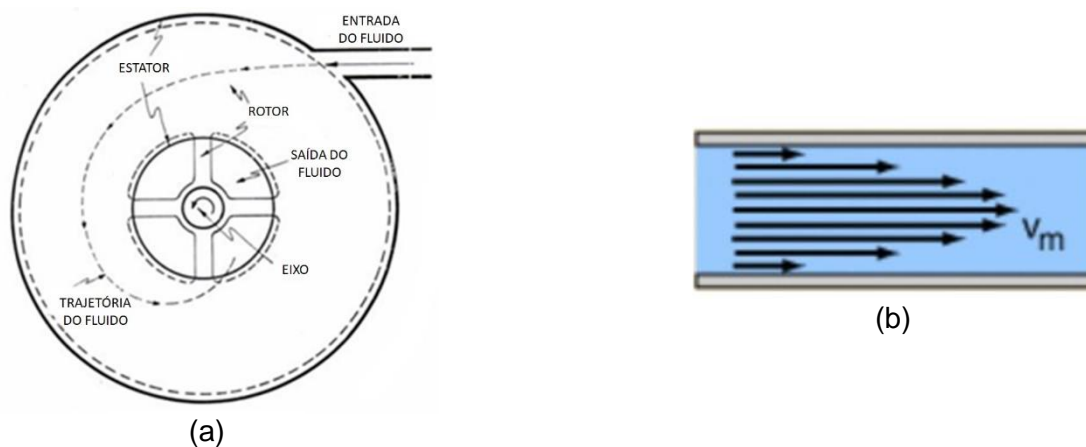 ENTRADA
DO FLUIDO
ESTATOR
ROTOR
SAÍDA DO
FLUIDO
EIXO
TRAJETÓRIA
DO FLUIDO
(a)
vm
(b)